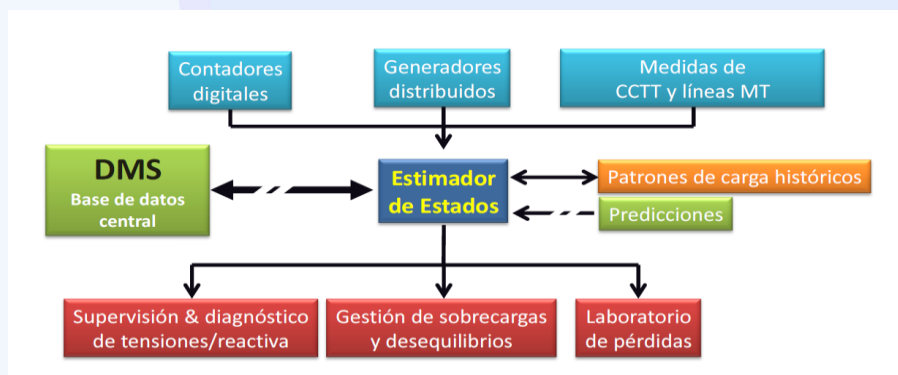 Contadores
digitales
Generadores
distribuidos
Medidas de
CCTT y líneas MT
DMS
Base de datos
central
Estimador
de Estados
Patrones de carga históricos
Predicciones
Supervisión & diagnóstico
de tensiones/reactiva
Gestión de sobrecargas
y desequilibrios
Laboratorio
de pérdidas